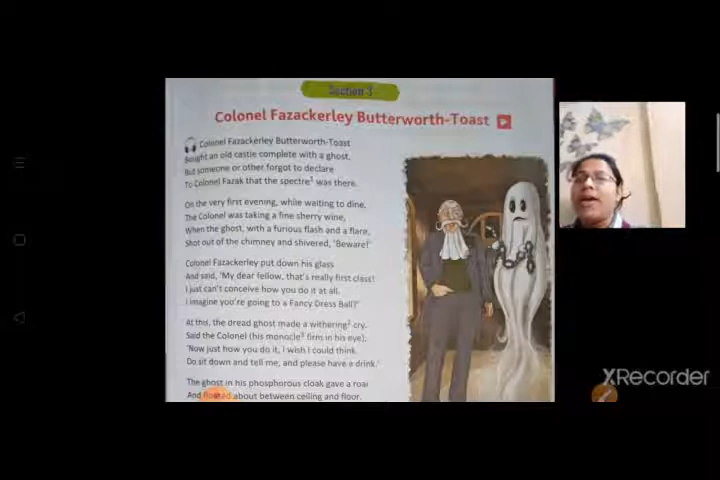 Section 3
Colonel Fazackerley Butterworth-Toast
Colonel Fazackerley Butterworth-Toast
Bought an old castle complete with a ghost,
But someone or other forgot to declare
To Colonel Fazak that the spectre¹ was there.
On the very first evening, while waiting to dine,
The Colonel was taking a fine sherry wine,
When the ghost, with a furious flash and a flare,
Shot out of the chimney and shivered, 'Beware!'
Colonel Fazackerley put down his glass
And said, 'My dear fellow, that's really first class!
I just can't conceive how you do it at all.
I imagine you're going to a Fancy Dress Ball?'
At this, the dread ghost made a withering² cry.
Said the Colonel (his monocle³ firm in his eye),
'Now just how you do it, I wish I could think.
Do sit down and tell me, and please have a drink.'
The ghost in his phosphorous cloak gave a roar
And floated about between ceiling and floor.
XRecorder